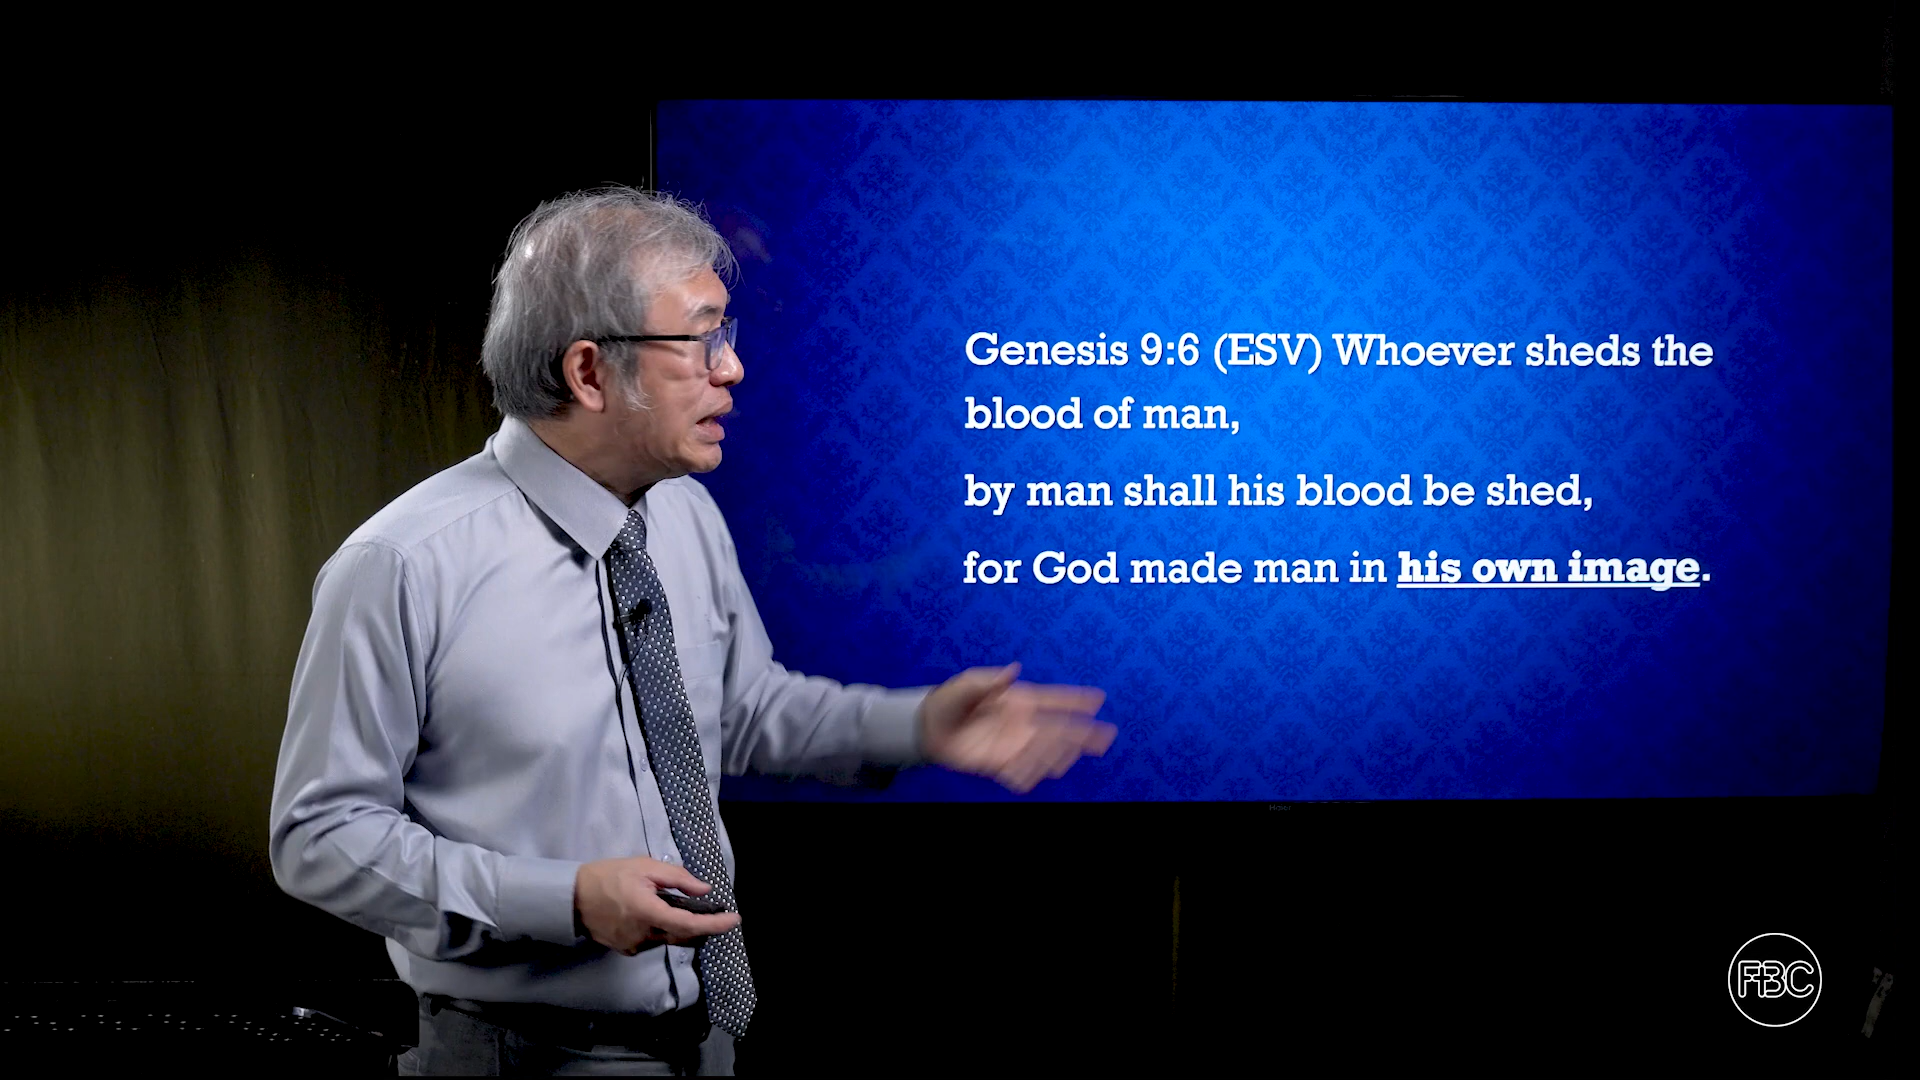 Genesis 9:6 (ESV) Whoever sheds the
blood of man,
by man shall his blood be shed,
for God made man in his own image.
Haier
FBC